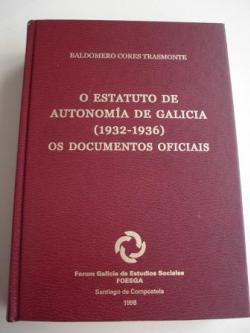 BALDOMERO CORES TRASMONTE
O ESTATUTO DE
AUTONOMÍA DE GALICIA
(1932-1936)
OS DOCUMENTOS OFICIAIS
Forum Galicia de Estudios Sociales
FOESGA
Santiago de Compostela
1998